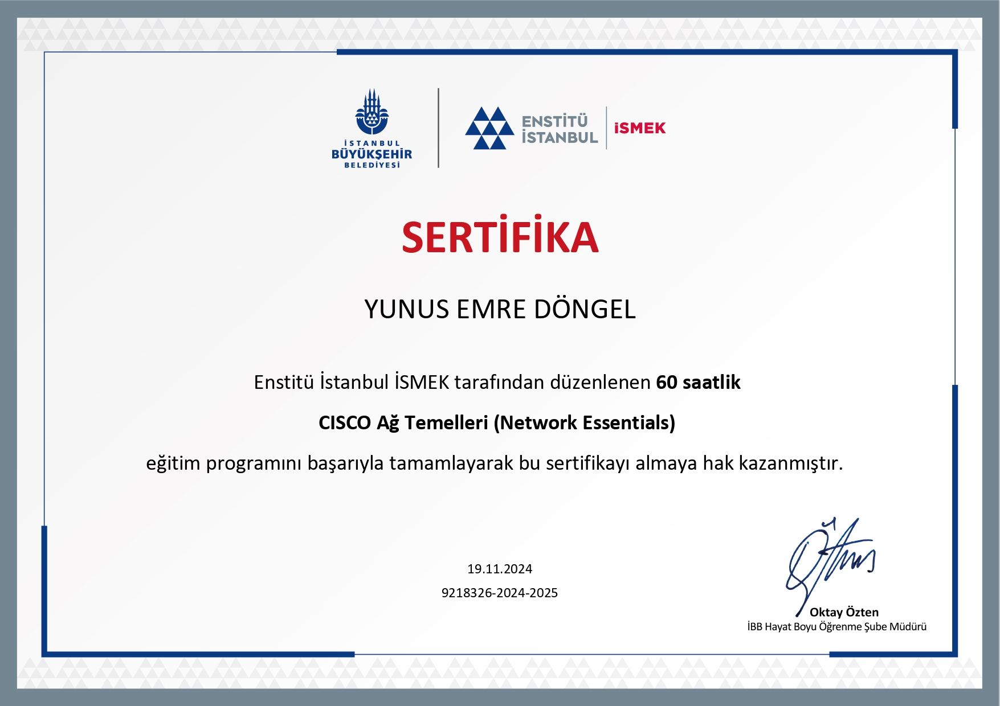 İSTANBUL
BÜYÜKŞEHİR
BELEDİYESİ
ENSTİTÜ
İSTANBUL
iSMEK
SERTİFİKA
YUNUS EMRE DÖNGEL
Enstitü İstanbul İSMEK tarafından düzenlenen 60 saatlik
CISCO Ağ Temelleri (Network Essentials)
eğitim programını başarıyla tamamlayarak bu sertifikayı almaya hak kazanmıştır.
19.11.2024
9218326-2024-2025
Oktay Özten
İBB Hayat Boyu Öğrenme Şube Müdürü